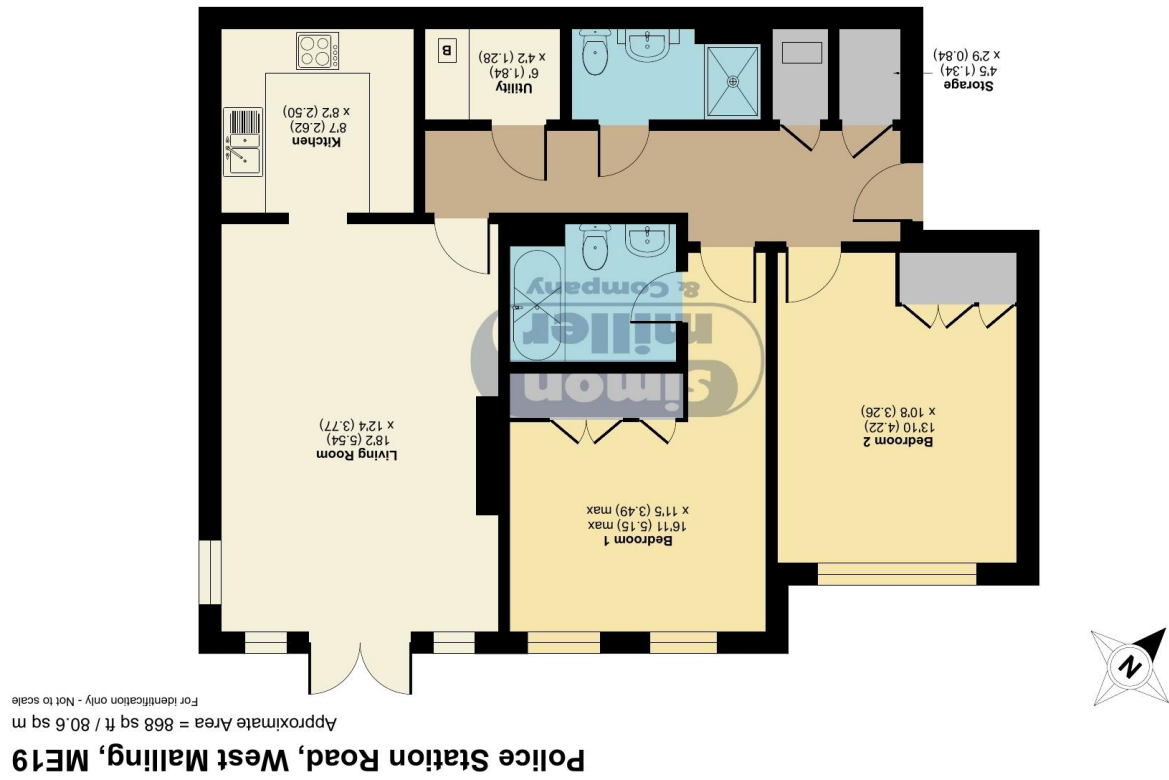 Police Station Road, West Malling, ME19
Approximate Area = 868 sq ft / 80.6 sq m
For identification only - Not to scale
N
Bedroom 2
13'10 (4.22)
x 10'8 (3.26)
Bedroom 1
16'11 (5.15) max
x 11'5 (3.49) max
Living Room
18'2 (5.54)
x 12'4 (3.77)
Simon
miller
& Company
Kitchen
8'7 (2.62)
x 8'2 (2.50)
Utility
6' (1.84)
x 4'2 (1.28)
B
Storage
4'5 (1.34)
x 2'9 (0.84)